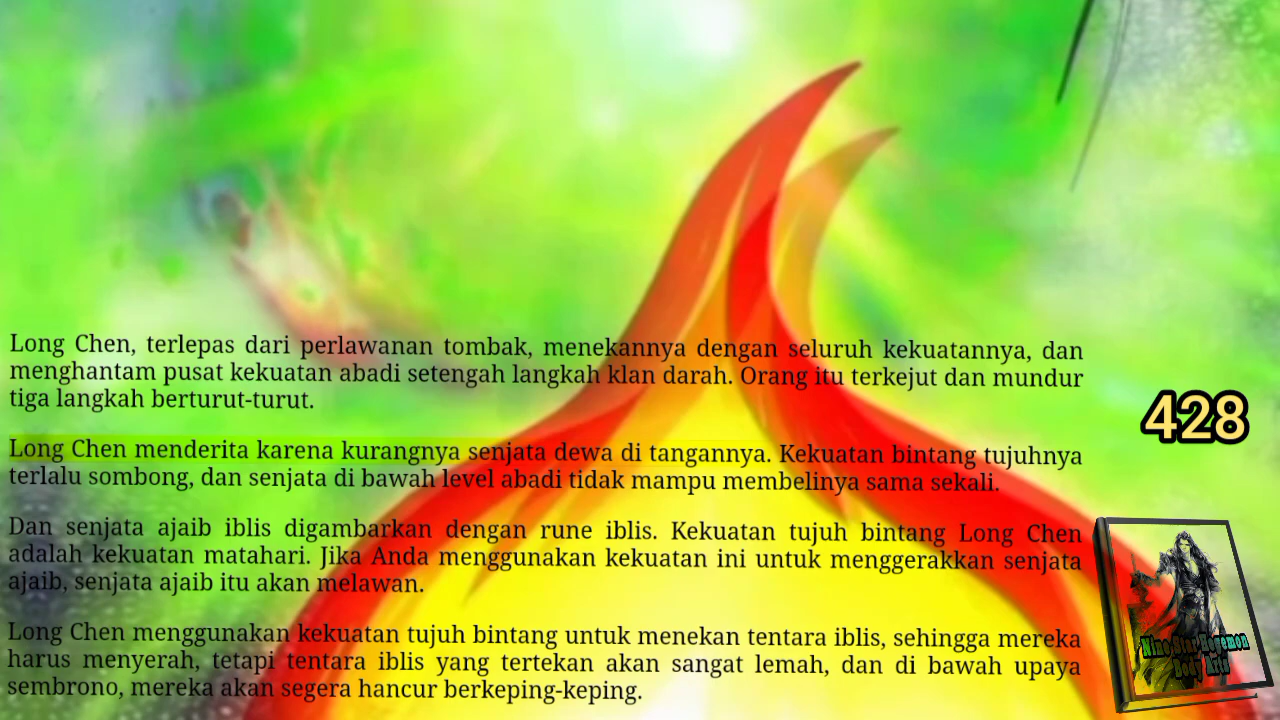 Long Chen, terlepas dari perlawanan tombak, menekannya dengan seluruh kekuatannya, dan
menghantam pusat kekuatan abadi setengah langkah klan darah. Orang itu terkejut dan mundur
tiga langkah berturut-turut.
Long Chen menderita karena kurangnya senjata dewa di tangannya. Kekuatan bintang tujuhnya
terlalu sombong, dan senjata di bawah level abadi tidak mampu membelinya sama sekali.
Dan senjata ajaib iblis digambarkan dengan rune iblis. Kekuatan tujuh bintang Long Chen
adalah kekuatan matahari. Jika Anda menggunakan kekuatan ini untuk menggerakkan senjata
ajaib, senjata ajaib itu akan melawan.
Long Chen menggunakan kekuatan tujuh bintang untuk menekan tentara iblis, sehingga mereka
harus menyerah, tetapi tentara iblis yang tertekan akan sangat lemah, dan di bawah upaya
sembrono, mereka akan segera hancur berkeping-keping.
428
Nine Star Hegemon
Body Arts